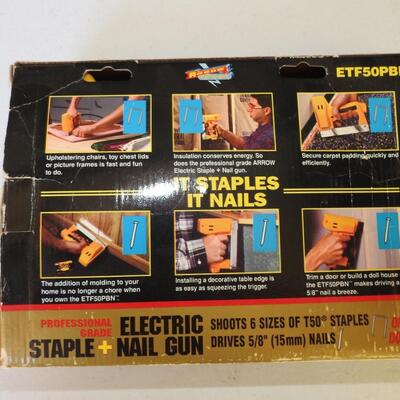 ARROW
ETF50PBN
Upholstering chairs, toy chest lids
or picture frames is fast and fun
to do.
Insulation conserves energy. So
does the professional grade ARROW
Electric Staple + Nail gun.
Secure carpet padding quickly and
efficiently.
IT STAPLES
IT NAILS
The addition of molding to your
home is no longer a chore when
you own the ETF50PBN™.
Installing a decorative table edge is
as easy as squeezing the trigger.
Trim a door or build a doll house
the ETF50PBN™ makes driving a
5/8" nail a breeze.
PROFESSIONAL
GRADE
ELECTRIC
STAPLE + NAIL GUN
SHOOTS 6 SIZES OF T50® STAPLES
DRIVES 5/8" (15mm) NAILS